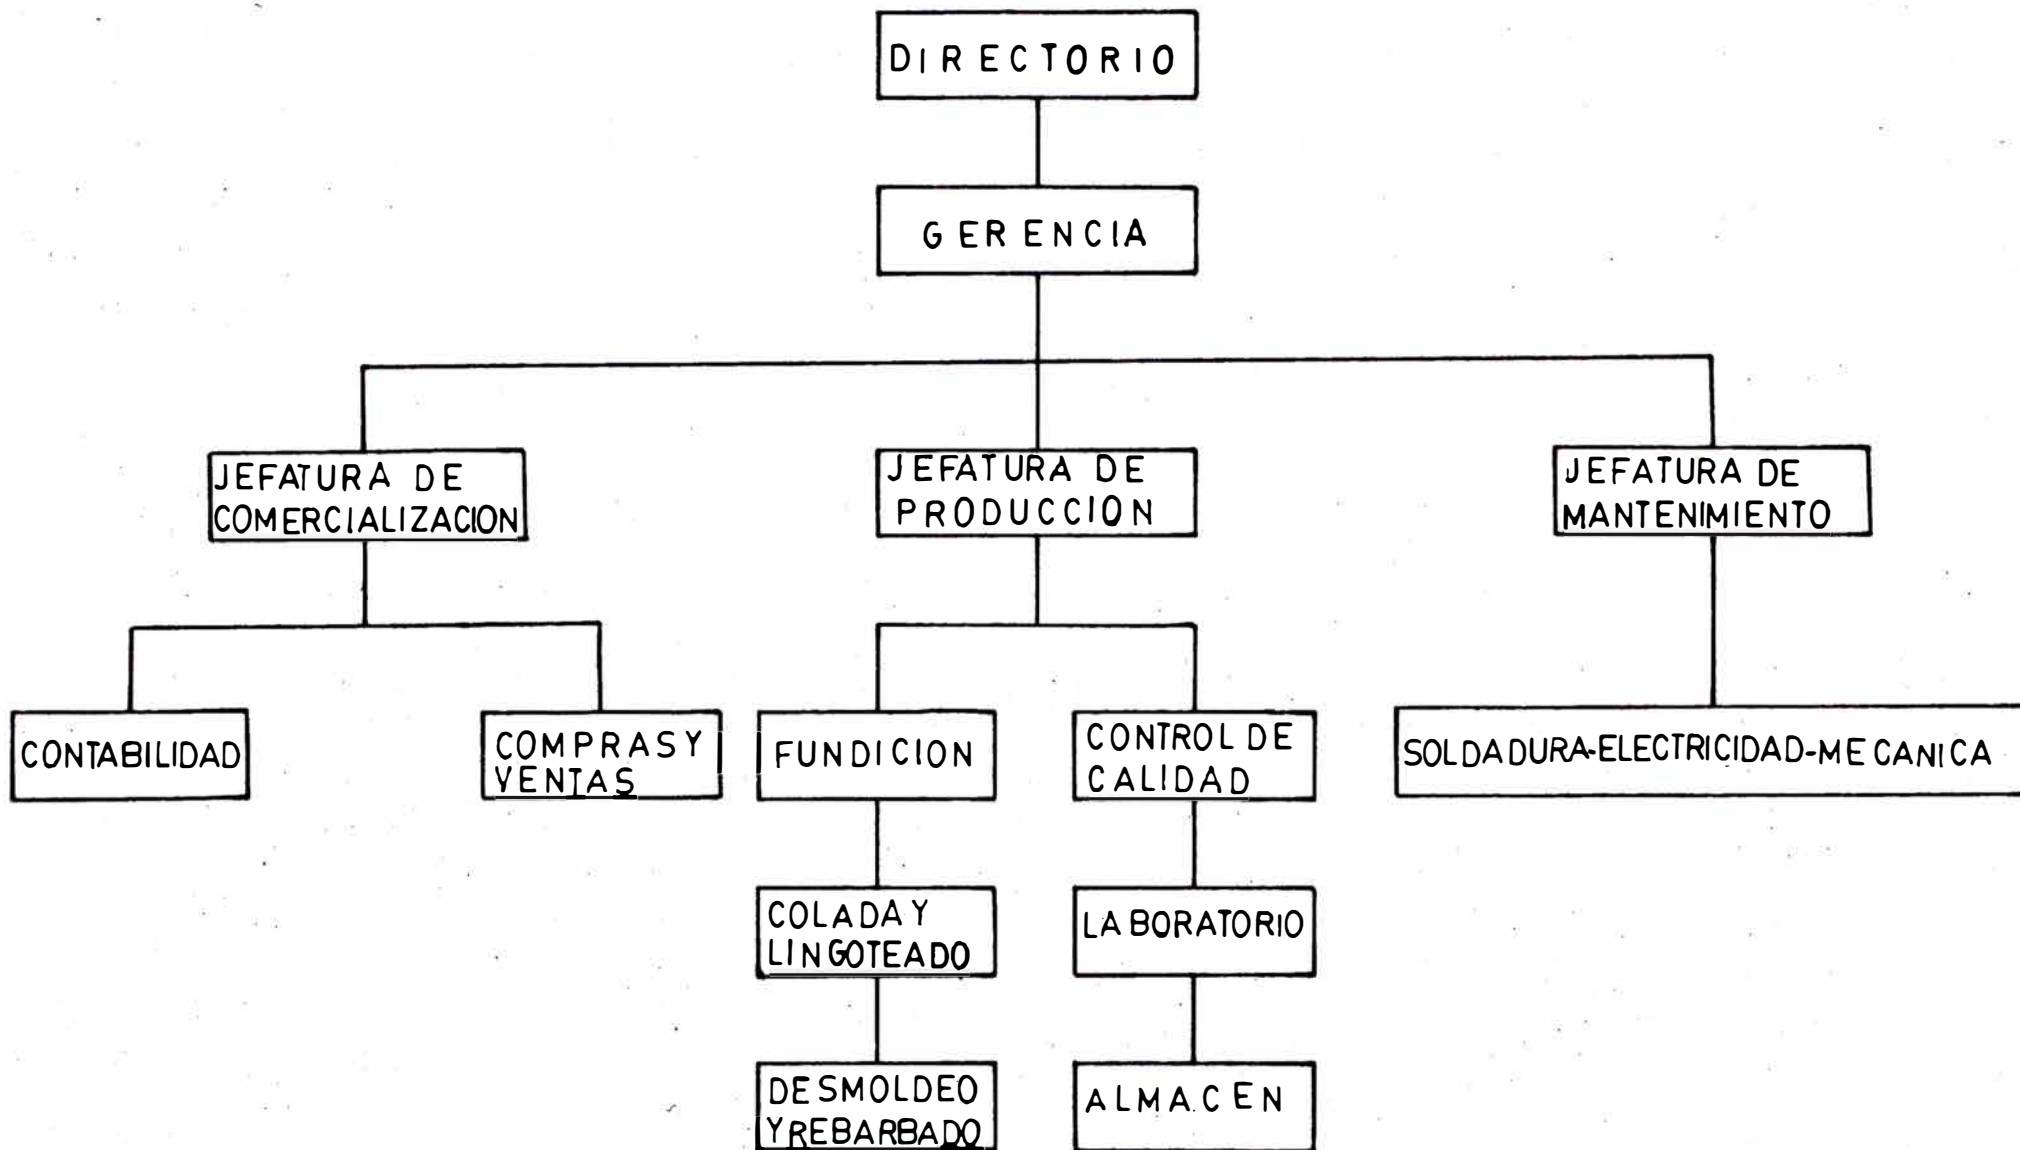 DIRECTORIO
GERENCIA
JEFATURA DE
COMERCIALIZACION
JEFATURA DE
PRODUCCION
JEFATURA DE
MANTENIMIENTO
CONTABILIDAD
COMPRAS Y
VENTAS
FUNDICION
CONTROL DE
CALIDAD
SOLDADURA-ELECTRICIDAD-MECANICA
COLADA Y
LINGOTEADO
LABORATORIO
DESMOLDEO
Y REBARBADO
ALMACEN